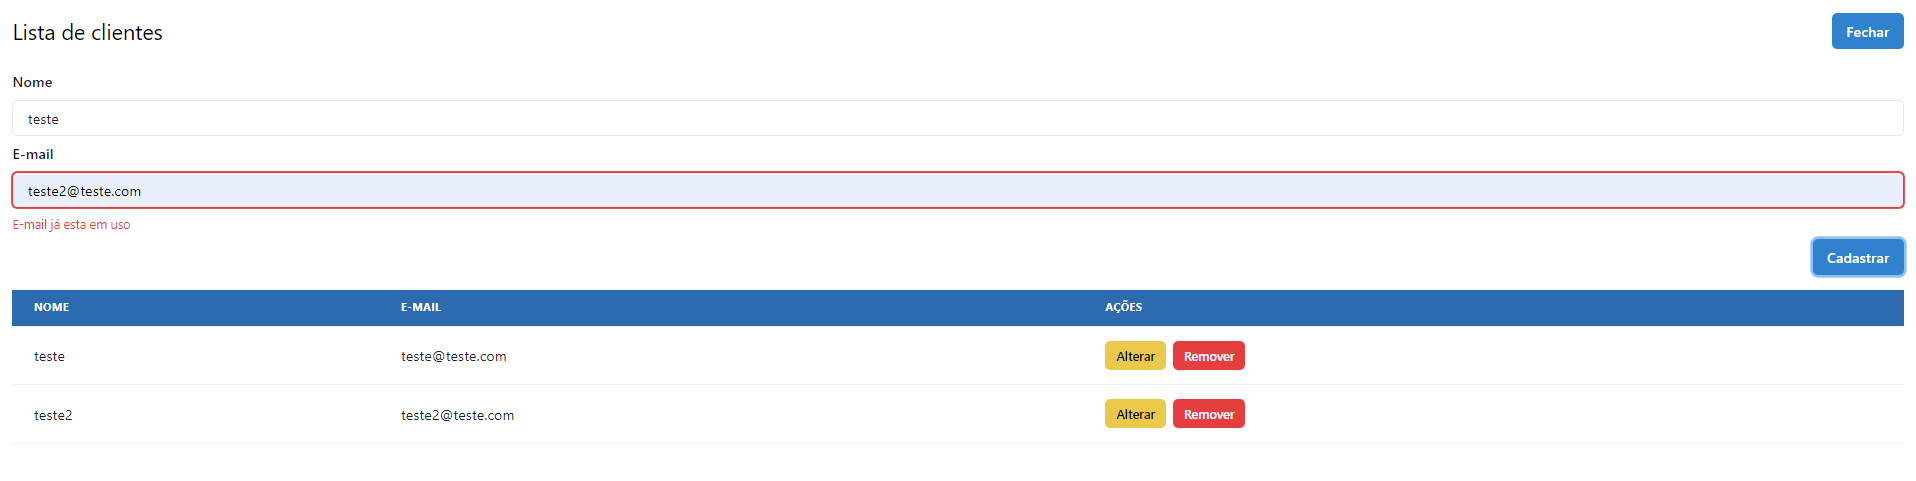 Lista de clientes
Fechar
Nome
teste
E-mail
teste2@teste.com
E-mail já esta em uso
Cadastrar
NOME E-MAIL AÇÕES
teste teste@teste.com Alterar Remover
teste2 teste2@teste.com Alterar Remover